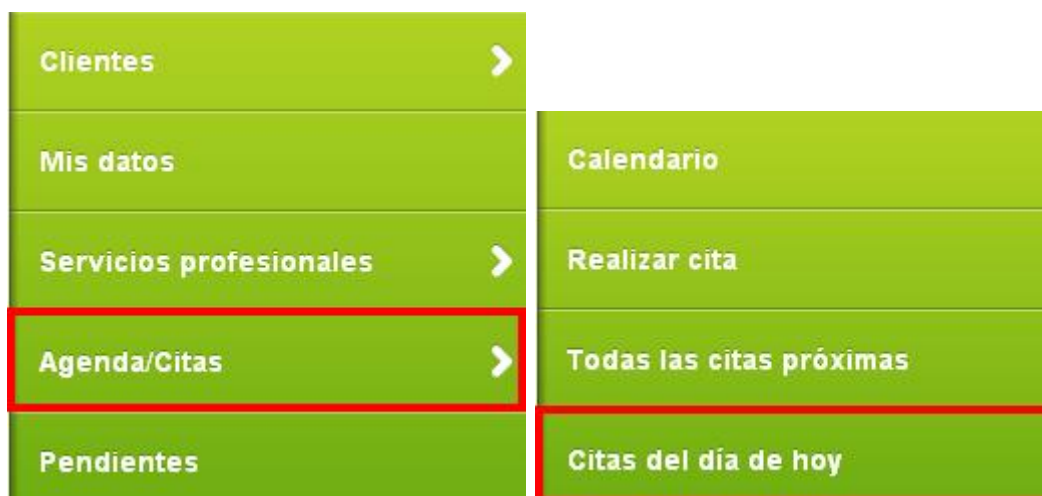 Clientes
Mis datos
Servicios profesionales
Agenda/Citas
Pendientes
Calendario
Realizar cita
Todas las citas próximas
Citas del día de hoy